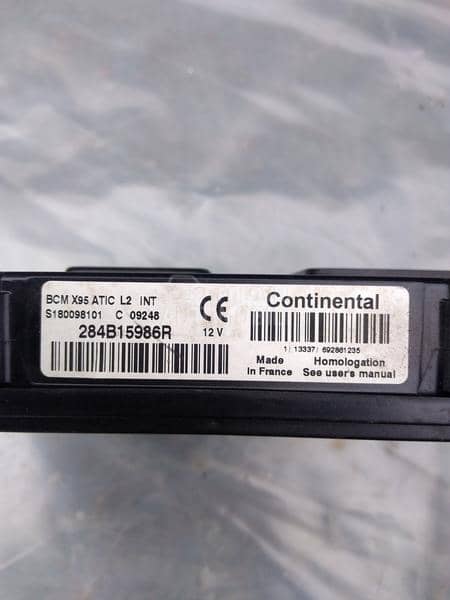 BCM X95 ATIC L2 INT
S180098101 C 09248
284B15986R
12 V
CE
Continental
1| 13337/ 692861235
Made In France
Homologation See user's manual